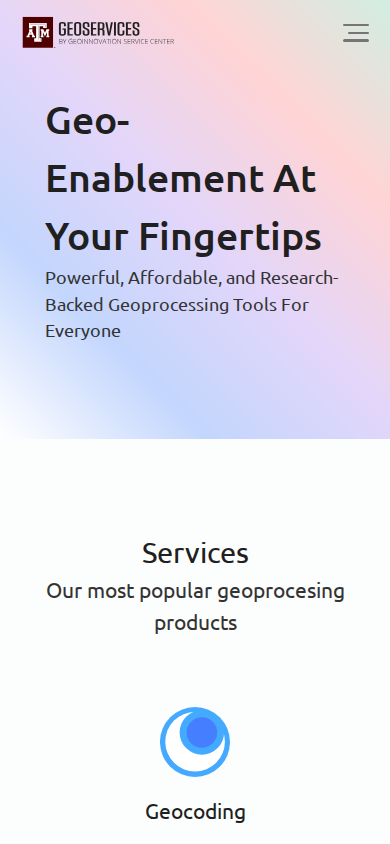 ATM GEOSERVICES
BY GEOINNOVATION SERVICE CENTER
Geo-
Enablement At
Your Fingertips
Powerful, Affordable, and Research-
Backed Geoprocessing Tools For
Everyone
Services
Our most popular geoprocesing
products
Geocoding